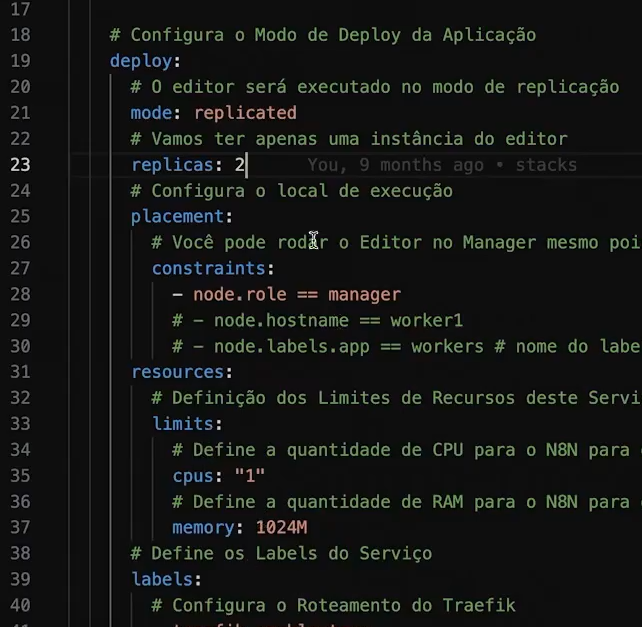 17
18 # Configura o Modo de Deploy da Aplicação
19 deploy:
20 # O editor será executado no modo de replicação
21 mode: replicated
22 # Vamos ter apenas uma instância do editor
23 replicas: 2 You, 9 months ago • stacks
24 # Configura o local de execução
25 placement:
26 # Você pode rodar o Editor no Manager mesmo poi
27 constraints:
28 - node.role == manager
29 # - node.hostname == worker1
30 # - node.labels.app == workers # nome do labe
31 resources:
32 # Definição dos Limites de Recursos deste Servi
33 limits:
34 # Define a quantidade de CPU para o N8N para
35 cpus: "1"
36 # Define a quantidade de RAM para o N8N para
37 memory: 1024M
38 # Define os Labels do Serviço
39 labels:
40 # Configura o Roteamento do Traefik